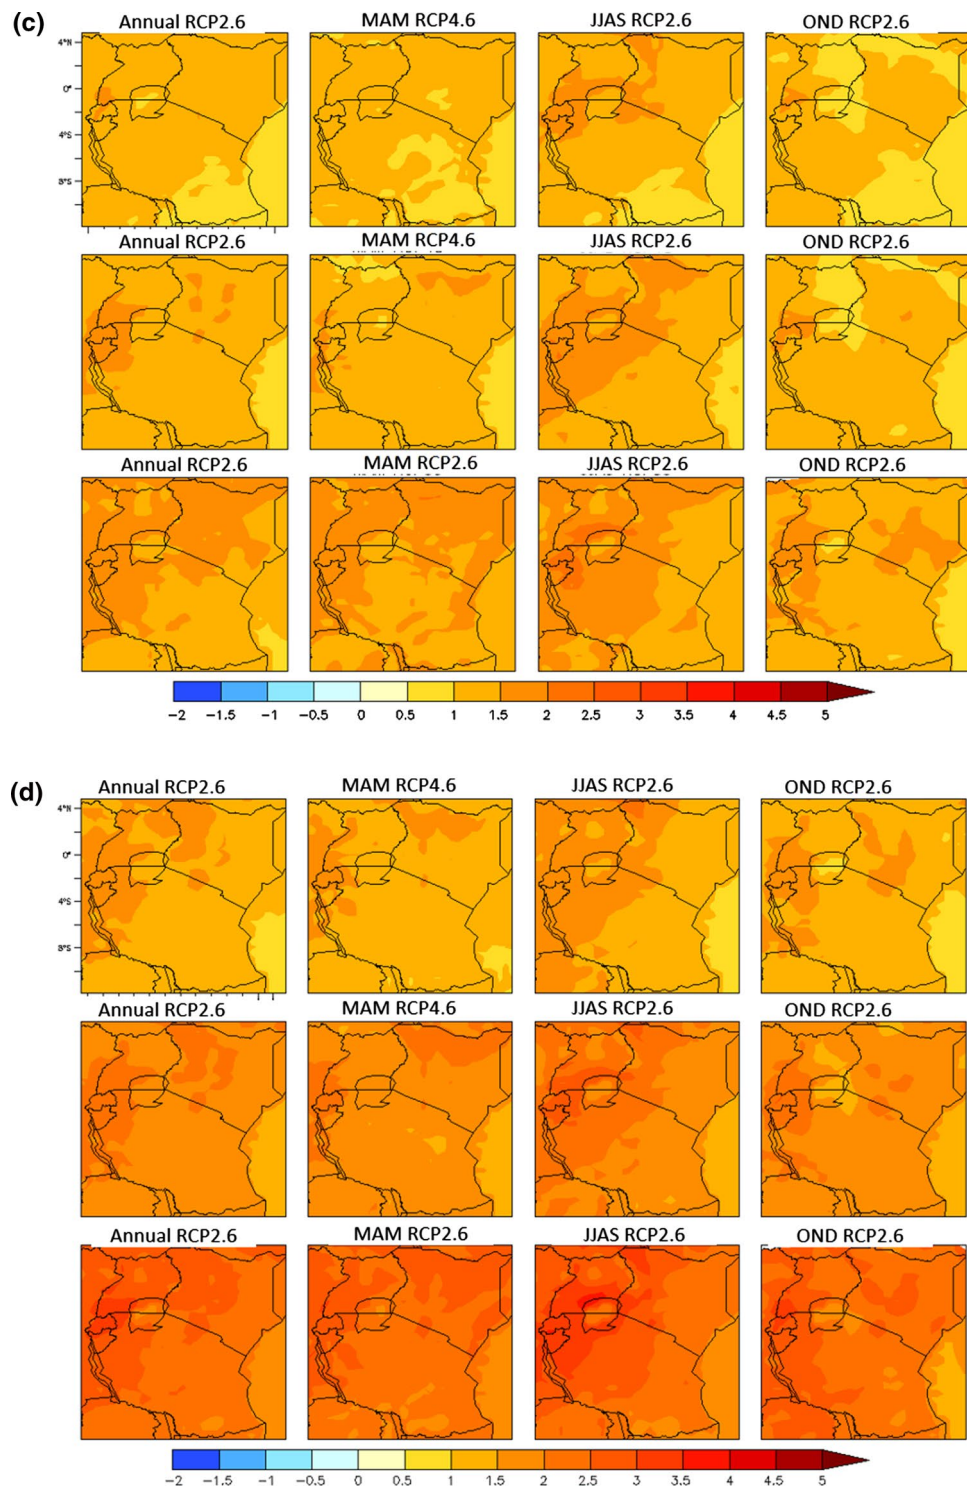 (c)
Annual RCP2.6 MAM RCP4.6 JJAS RCP2.6 OND RCP2.6
4°N
0°
4°S
8°S
Annual RCP2.6 MAM RCP4.6 JJAS RCP2.6 OND RCP2.6
Annual RCP2.6 MAM RCP2.6 JJAS RCP2.6 OND RCP2.6
−2 −1.5 −1 −0.5 0 0.5 1 1.5 2 2.5 3 3.5 4 4.5 5
(d)
Annual RCP2.6 MAM RCP4.6 JJAS RCP2.6 OND RCP2.6
4°N
0°
4°S
8°S
Annual RCP2.6 MAM RCP4.6 JJAS RCP2.6 OND RCP2.6
Annual RCP2.6 MAM RCP2.6 JJAS RCP2.6 OND RCP2.6
−2 −1.5 −1 −0.5 0 0.5 1 1.5 2 2.5 3 3.5 4 4.5 5